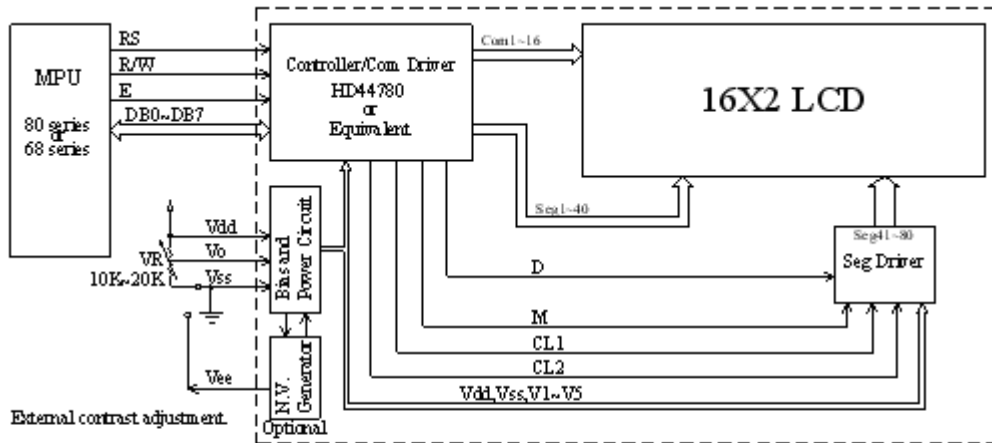 MPU
80 series
or
68 series
RS
R/W
E
DB0~DB7
Controller/Com Driver
HD44780
or
Equivalent
Com1~16
16X2 LCD
Seg1~40
Seg41~80
Seg Driver
Vdd
Vo
Vss
VR
10K~20K
Bias and
Power Circuit
D
M
CL1
CL2
Vdd,Vss,V1~V5
Vee
N.V.
Generator
Optional
External contrast adjustment.